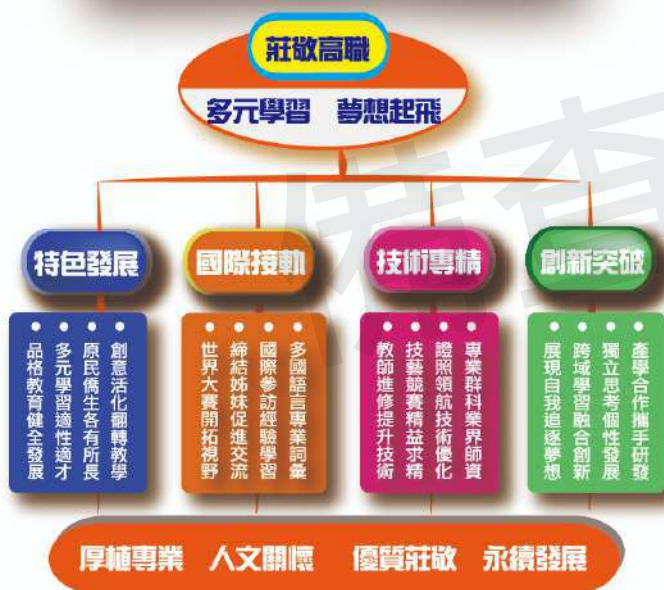 莊敬高職
多元學習 夢想起飛
特色發展
創意活化翻轉教學
原民僑生各有所長
多元學習適性適才
品格教育健全發展
國際接軌
多國語言專業詞彙
國際參訪經驗學習
締結姊妹促進交流
世界大賽開拓視野
技術專精
專業群科業界師資
證照領航技術優化
技藝競賽精益求精
教師進修提升技術
創新突破
產學合作攜手研發
獨立思考個性發展
跨域學習融合創新
展現自我追逐夢想
厚植專業 人文關懷 優質莊敬 永續發展
備查